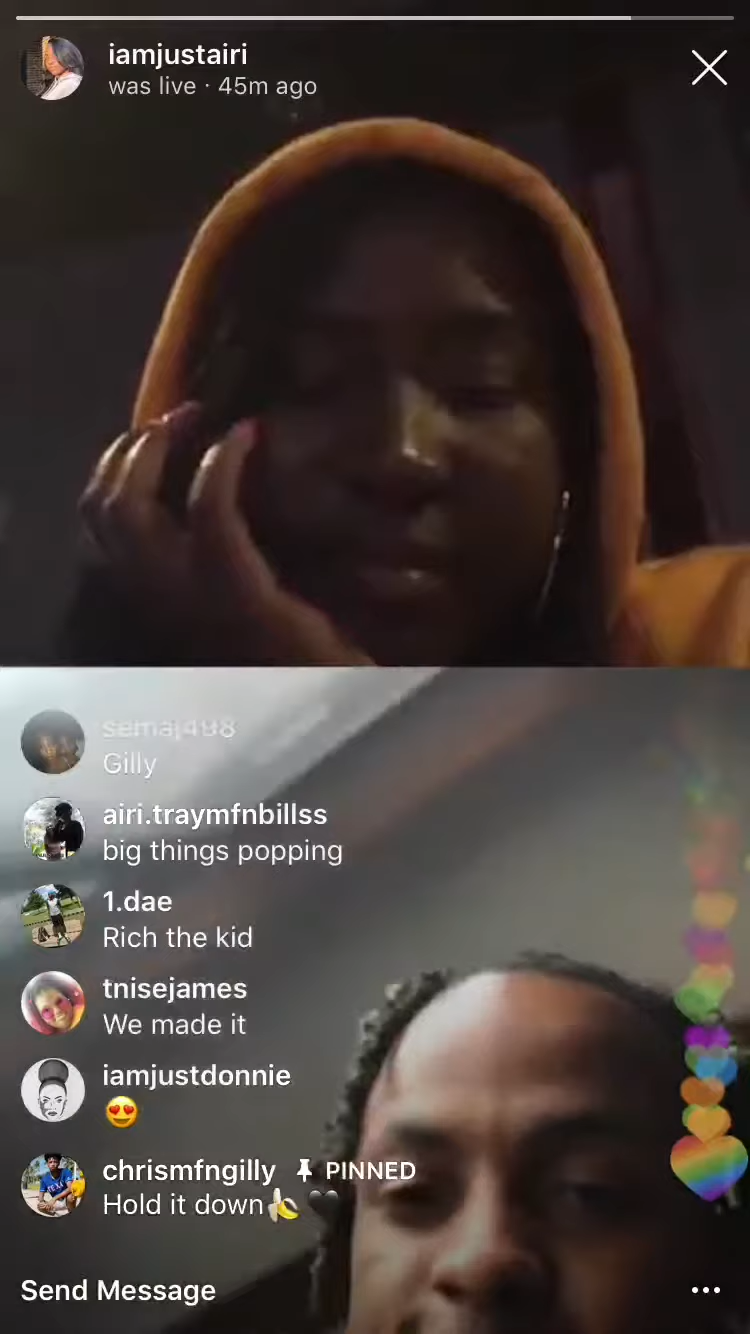 iamjustairi
was live · 45m ago
semaj498
Gilly
airi.traymfnbillss
big things popping
1.dae
Rich the kid
tnisejames
We made it
iamjustdonnie
😍
chrismfngilly 📌 PINNED
Hold it down🍌🖤
Send Message